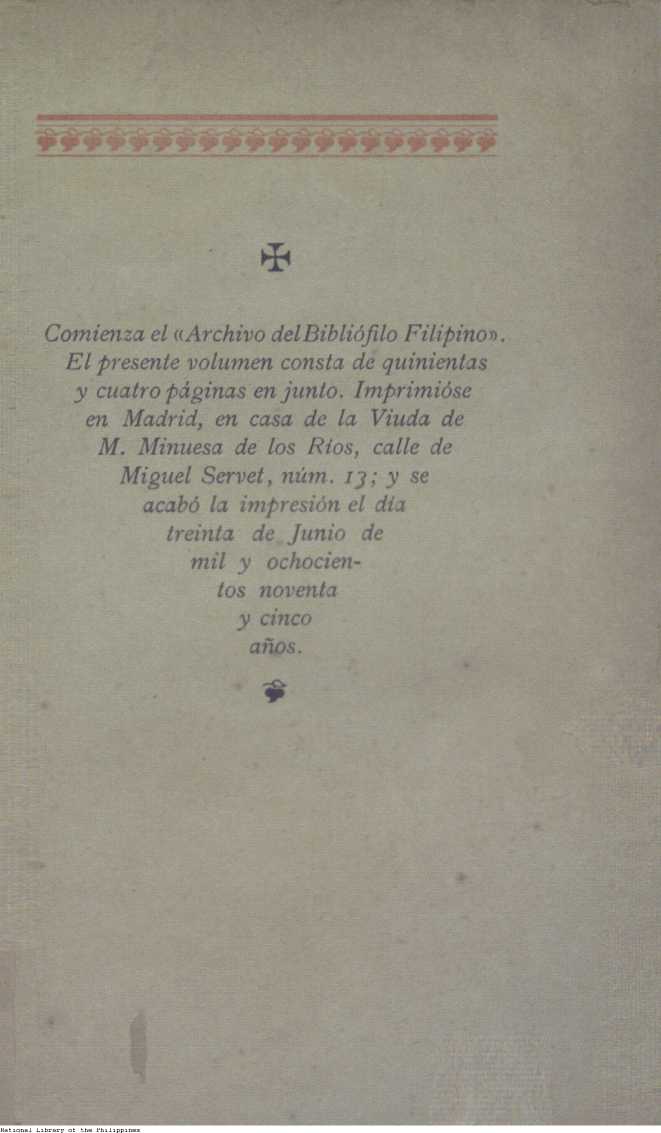 Comienza el «Archivo del Bibliófilo Filipino».
El presente volumen consta de quinientas
y cuatro páginas en junto. Imprimióse
en Madrid, en casa de la Viuda de
M. Minuesa de los Ríos, calle de
Miguel Servet, núm. 13; y se
acabó la impresión el día
treinta de Junio de
mil y ochocien-
tos noventa
y cinco
años.
National Library of the Philippines